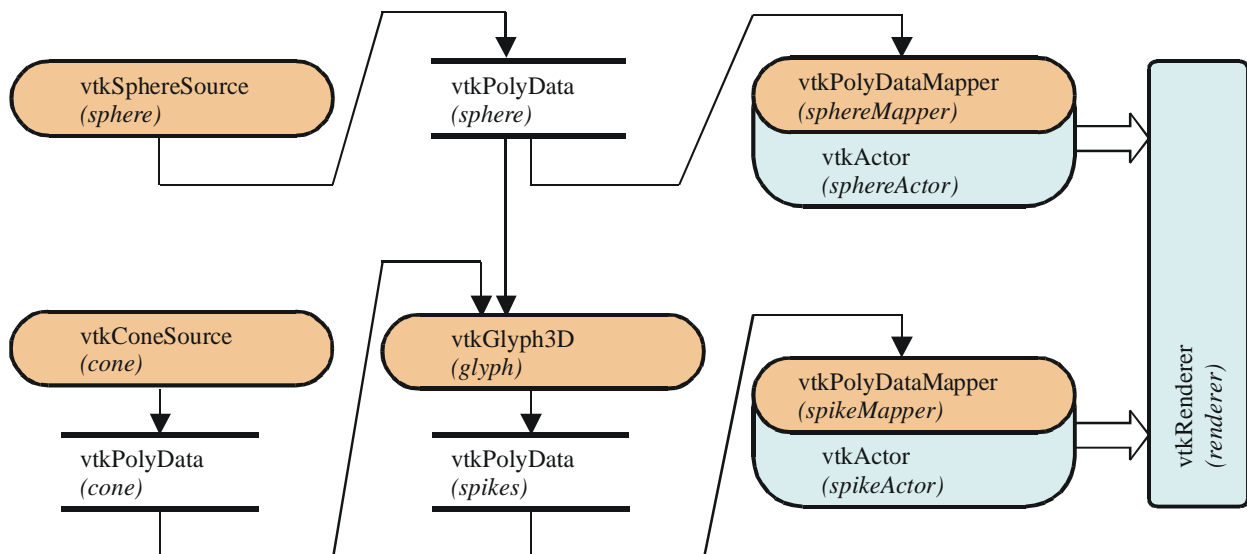 vtkSphereSource
(sphere)
vtkPolyData
(sphere)
vtkPolyDataMapper
(sphereMapper)
vtkActor
(sphereActor)
vtkConeSource
(cone)
vtkPolyData
(cone)
vtkGlyph3D
(glyph)
vtkPolyData
(spikes)
vtkPolyDataMapper
(spikeMapper)
vtkActor
(spikeActor)
vtkRenderer
(renderer)